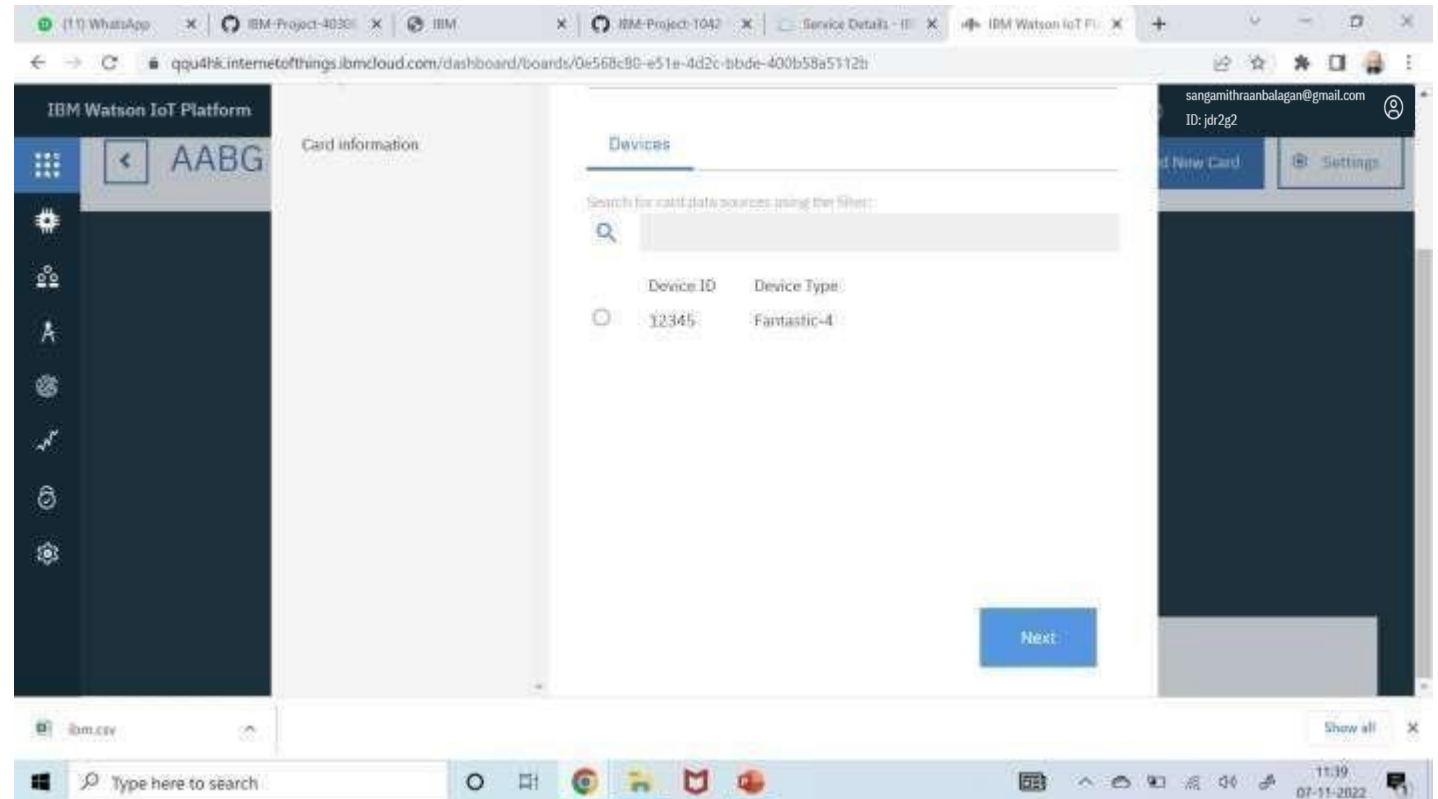 (11) WhatsApp
IBM-Project-4030
IBM
IBM-Project-1042
Service Details - IB
IBM Watson IoT Pl
qqu4hk.internetofthings.ibmcloud.com/dashboard/boards/0e568c80-e51e-4d2c-bbde-400b58a5112b
IBM Watson IoT Platform
sangamithraanbalagan@gmail.com
ID: jdr2g2
AABG
Card information
Devices
New Card
Settings
Search for card data sources using the filter:
Device ID Device Type
12345 Fantastic-4
Next
ibm.csv
Show all
Type here to search
11:39
07-11-2022